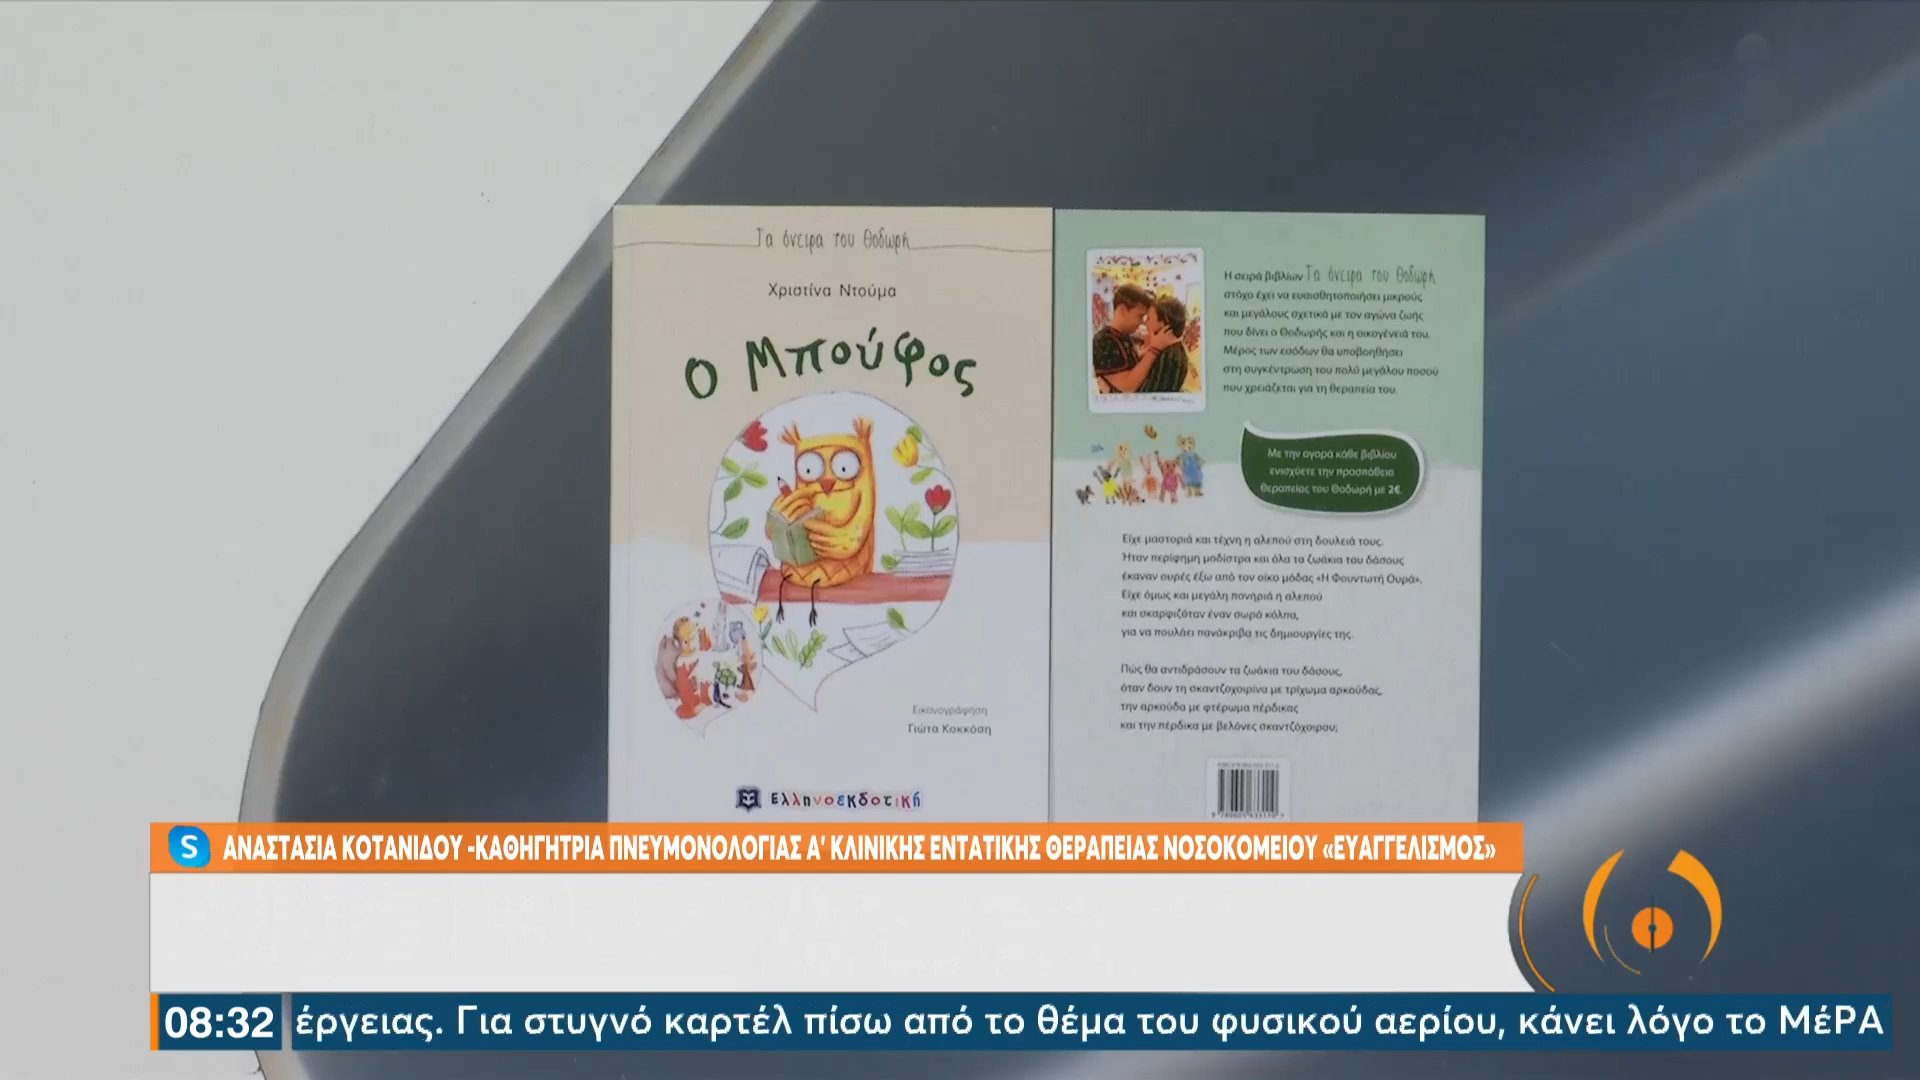 Τα όνειρα του Θοδωρή
Χριστίνα Ντούμα
Ο Μπούφος
Εικονογράφηση
Γιώτα Κοκκόση
Ελληνοεκδοτική
Η σειρά βιβλίων Τα όνειρα του Θοδωρή
στόχο έχει να ευαισθητοποιήσει μικρούς
και μεγάλους σχετικά με τον αγώνα ζωής
που δίνει ο Θοδωρής και η οικογένειά του.
Μέρος των εσόδων θα υποβοηθήσει
στη συγκέντρωση του πολύ μεγάλου ποσού
που χρειάζεται για τη θεραπεία του.
Με την αγορά κάθε βιβλίου
ενισχύετε την προσπάθεια
θεραπείας του Θοδωρή με 2€.
Είχε μαστοριά και τέχνη η αλεπού στη δουλειά τους.
Ήταν περίφημη μοδίστρα και όλα τα ζωάκια του δάσους
έκαναν ουρές έξω από τον οίκο μόδας «Η Φουντωτή Ουρά».
Είχε όμως και μεγάλη πονηριά η αλεπού
και σκαρφιζόταν έναν σωρό κόλπα,
για να πουλάει πανάκριβα τις δημιουργίες της.
Πώς θα αντιδράσουν τα ζωάκια του δάσους,
όταν δουν τη σκαντζοχοιρίνα με τρίχωμα αρκούδας,
την αρκούδα με φτέρωμα πέρδικας
και την πέρδικα με βελόνες σκαντζόχοιρου;
S ΑΝΑΣΤΑΣΙΑ ΚΟΤΑΝΙΔΟΥ -ΚΑΘΗΓΗΤΡΙΑ ΠΝΕΥΜΟΝΟΛΟΓΙΑΣ Α' ΚΛΙΝΙΚΗΣ ΕΝΤΑΤΙΚΗΣ ΘΕΡΑΠΕΙΑΣ ΝΟΣΟΚΟΜΕΙΟΥ «ΕΥΑΓΓΕΛΙΣΜΟΣ»
08:32 έργειας. Για στυγνό καρτέλ πίσω από το θέμα του φυσικού αερίου, κάνει λόγο το ΜέΡΑ